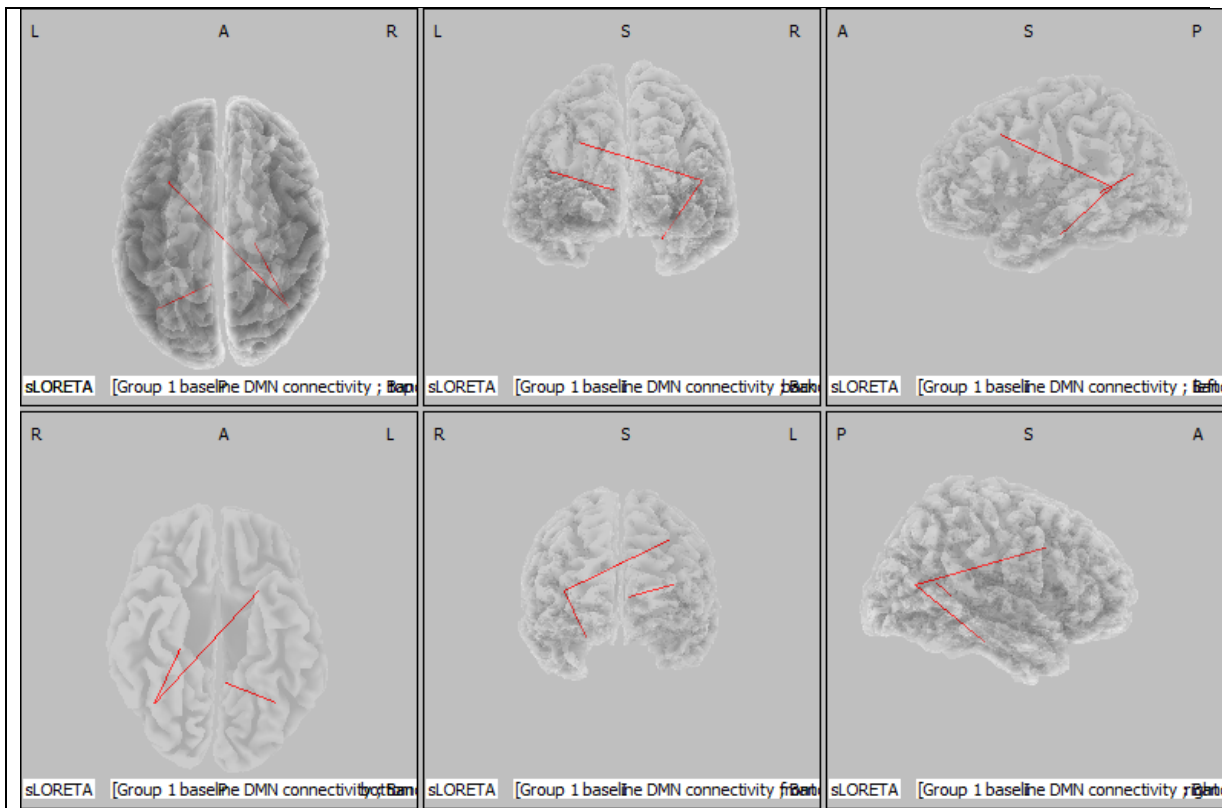 L A R
L S R
A S P
sLORETA [Group 1 baseline DMN connectivity ;
sLORETA [Group 1 baseline DMN connectivity ;
sLORETA [Group 1 baseline DMN connectivity ;
R A L
R S L
P S A
sLORETA [Group 1 baseline DMN connectivity
sLORETA [Group 1 baseline DMN connectivity ;
sLORETA [Group 1 baseline DMN connectivity